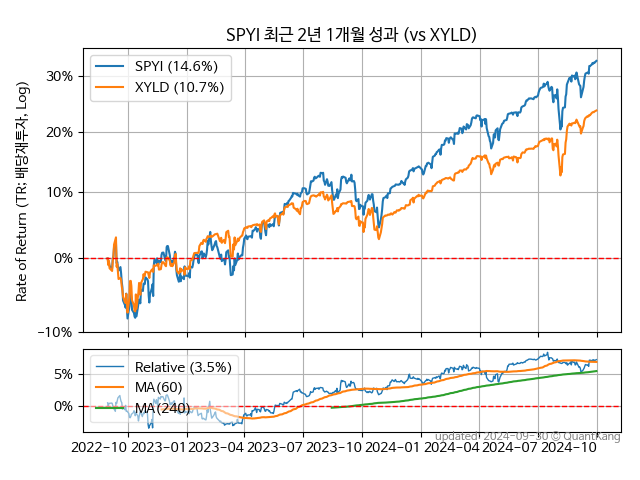 SPYI 최근 2년 1개월 성과 (vs XYLD)
Rate of Return (TR: 배당재투자, Log)
SPYI (14.6%)
XYLD (10.7%)
30%
20%
10%
0%
−10%
Relative (3.5%)
MA(60)
MA(240)
5%
0%
updated: 2024-09-30 © QuantKang
2022−10 2023−01 2023−04 2023−07 2023−10 2024−01 2024−04 2024−07 2024−10